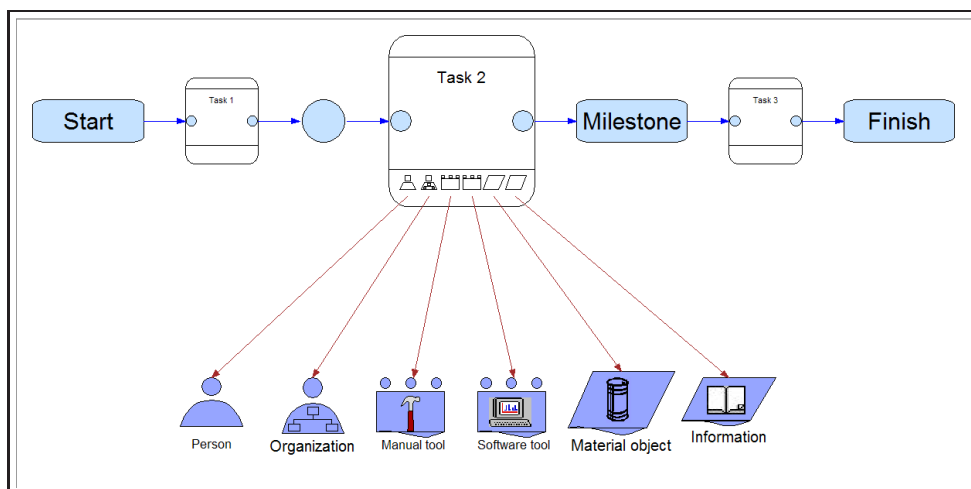 Task 2
Task 1
Task 3
Start
Milestone
Finish
Person
Organization
Manual tool
Software tool
Material object
Information